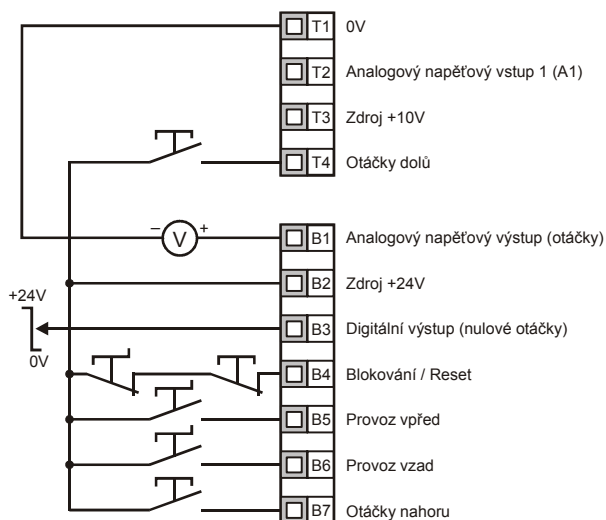 T1 0V
T2 Analogový napěťový vstup 1 (A1)
T3 Zdroj +10V
T4 Otáčky dolů
– V + B1 Analogový napěťový výstup (otáčky)
B2 Zdroj +24V
+24V
B3 Digitální výstup (nulové otáčky)
0V
B4 Blokování / Reset
B5 Provoz vpřed
B6 Provoz vzad
B7 Otáčky nahoru